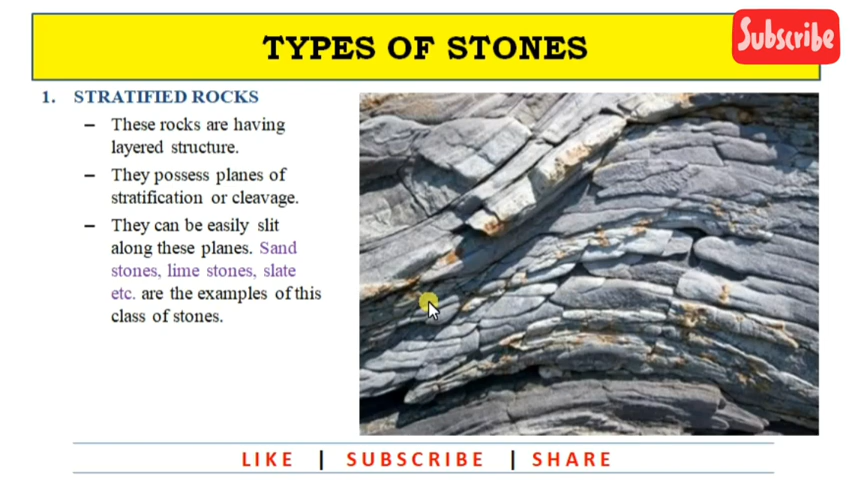 TYPES OF STONES
Subscribe
1. STRATIFIED ROCKS
– These rocks are having
layered structure.
– They possess planes of
stratification or cleavage.
– They can be easily slit
along these planes. Sand
stones, lime stones, slate
etc. are the examples of this
class of stones.
LIKE | SUBSCRIBE | SHARE